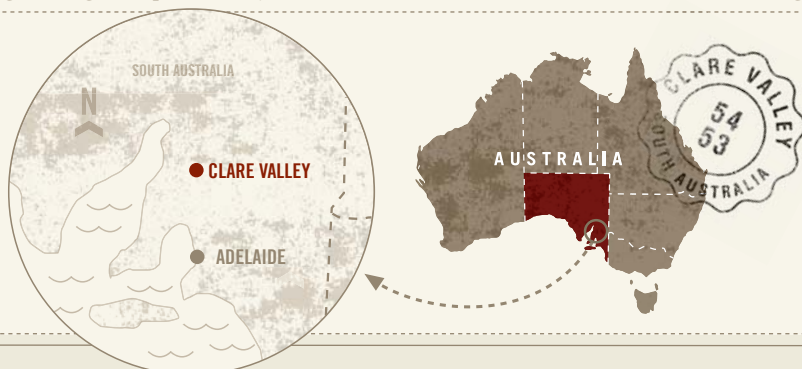 SOUTH AUSTRALIA
N
CLARE VALLEY
ADELAIDE
AUSTRALIA
CLARE VALLEY
54
53
SOUTH AUSTRALIA